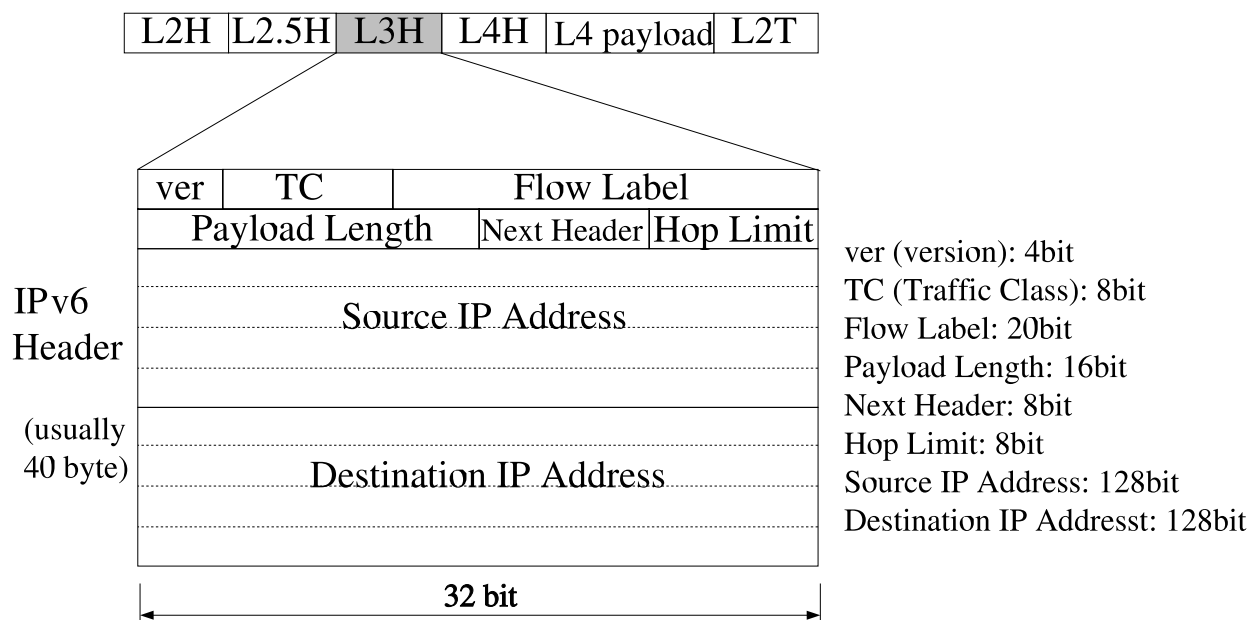 L2H L2.5H L3H L4H L4 payload L2T
ver TC Flow Label
Payload Length Next Header Hop Limit
Source IP Address
Destination IP Address
IPv6
Header
(usually
40 byte)
32 bit
ver (version): 4bit
TC (Traffic Class): 8bit
Flow Label: 20bit
Payload Length: 16bit
Next Header: 8bit
Hop Limit: 8bit
Source IP Address: 128bit
Destination IP Addresst: 128bit